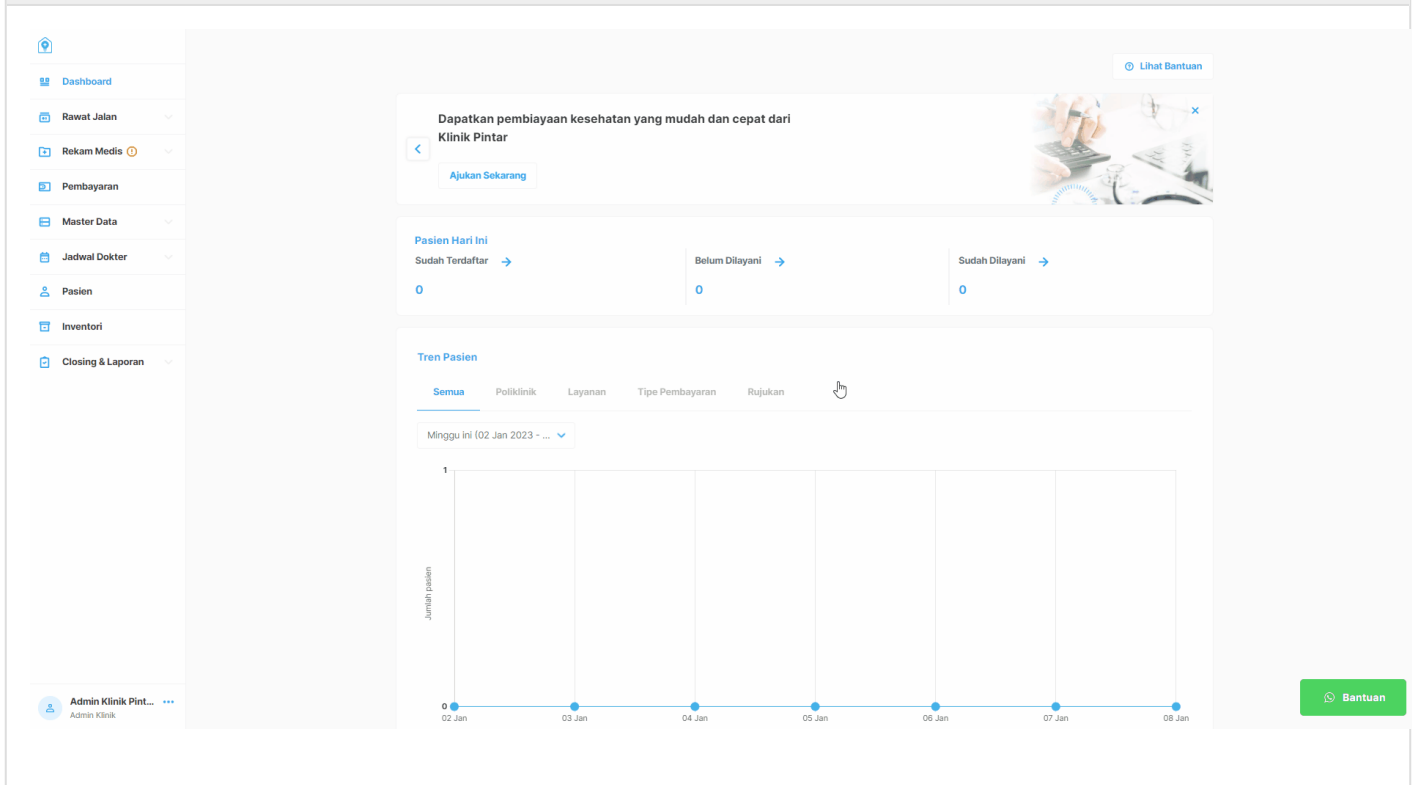 Dashboard
Rawat Jalan
Rekam Medis
Pembayaran
Master Data
Jadwal Dokter
Pasien
Inventori
Closing & Laporan
Admin Klinik Pint...
Admin Klinik
Lihat Bantuan
Dapatkan pembiayaan kesehatan yang mudah dan cepat dari
Klinik Pintar
Ajukan Sekarang
Pasien Hari Ini
Sudah Terdaftar
Belum Dilayani
Sudah Dilayani
0
0
0
Tren Pasien
Semua Poliklinik Layanan Tipe Pembayaran Rujukan
Minggu ini (02 Jan 2023 - ...
1
Jumlah pasien
0
02 Jan 03 Jan 04 Jan 05 Jan 06 Jan 07 Jan 08 Jan
Bantuan